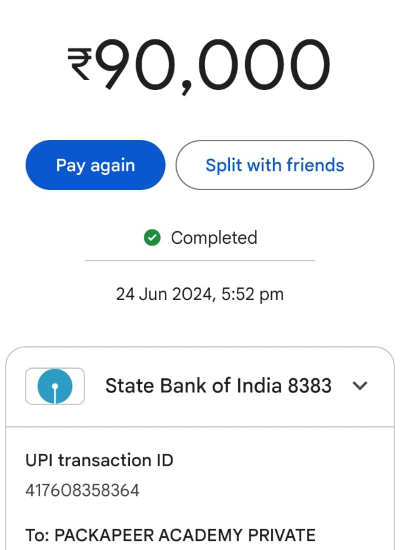 ₹90,000
Pay again
Split with friends
Completed
24 Jun 2024, 5:52 pm
State Bank of India 8383
UPI transaction ID
417608358364
To: PACKAPEER ACADEMY PRIVATE